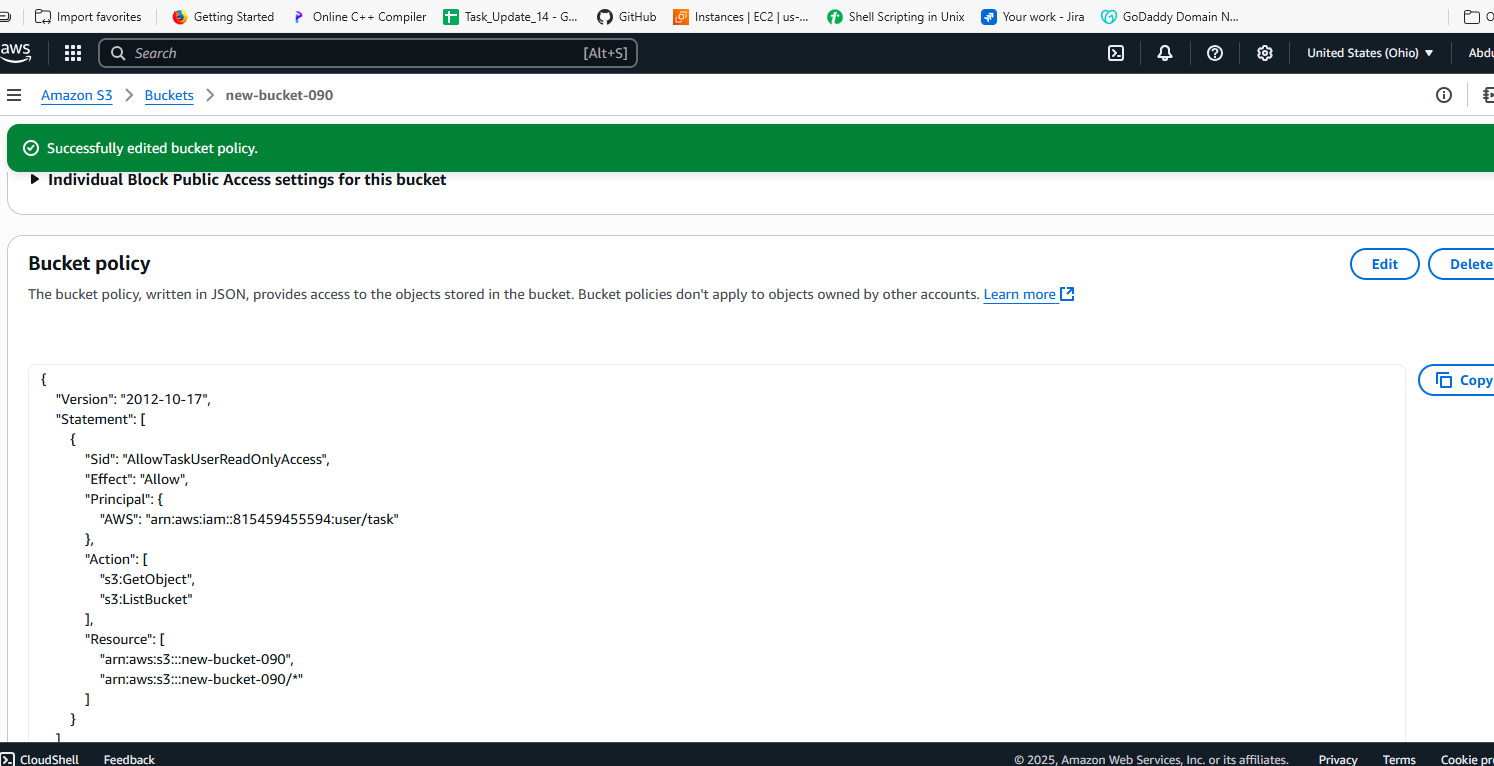 Import favorites Getting Started Online C++ Compiler Task_Update_14 - G... GitHub Instances | EC2 | us-... Shell Scripting in Unix Your work - Jira GoDaddy Domain N...
aws Search [Alt+S] United States (Ohio) Abdu
Amazon S3 > Buckets > new-bucket-090
Successfully edited bucket policy.
Individual Block Public Access settings for this bucket
Bucket policy
Edit Delete
The bucket policy, written in JSON, provides access to the objects stored in the bucket. Bucket policies don't apply to objects owned by other accounts. Learn more
Copy
{
"Version": "2012-10-17",
"Statement": [
{
"Sid": "AllowTaskUserReadOnlyAccess",
"Effect": "Allow",
"Principal": {
"AWS": "arn:aws:iam::815459455594:user/task"
},
"Action": [
"s3:GetObject",
"s3:ListBucket"
],
"Resource": [
"arn:aws:s3:::new-bucket-090",
"arn:aws:s3:::new-bucket-090/*"
]
}
]
CloudShell Feedback © 2025, Amazon Web Services, Inc. or its affiliates. Privacy Terms Cookie pre